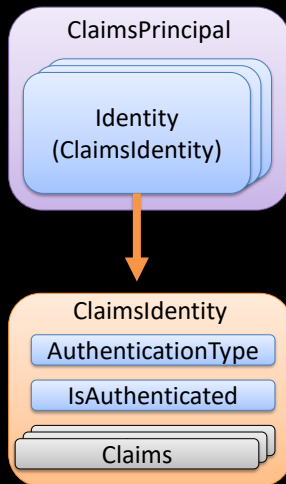 ClaimsPrincipal
Identity
(ClaimsIdentity)
ClaimsIdentity
AuthenticationType
IsAuthenticated
Claims